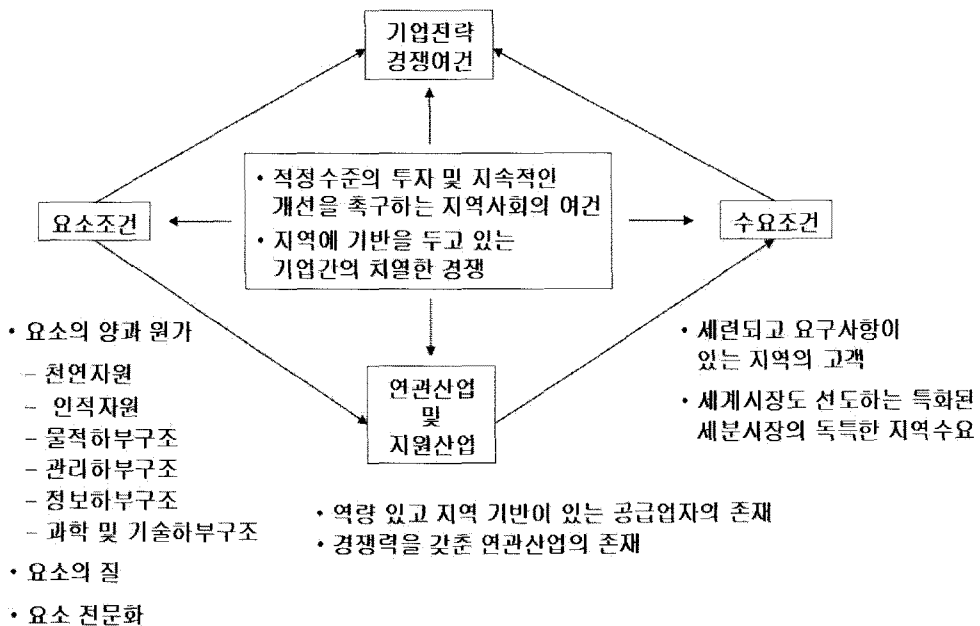 기업전략
경쟁여건
• 적정수준의 투자 및 지속적인
개선을 촉구하는 지역사회의 여건
• 지역에 기반을 두고 있는
기업간의 치열한 경쟁
요소조건
수요조건
• 요소의 양과 원가
– 천연자원
– 인적자원
– 물적하부구조
– 관리하부구조
– 정보하부구조
– 과학 및 기술하부구조
• 요소의 질
• 요소 전문화
연관산업
및
지원산업
• 역량 있고 지역 기반이 있는 공급업자의 존재
• 경쟁력을 갖춘 연관산업의 존재
• 세련되고 요구사항이
있는 지역의 고객
• 세계시장도 선도하는 특화된
세분시장의 독특한 지역수요